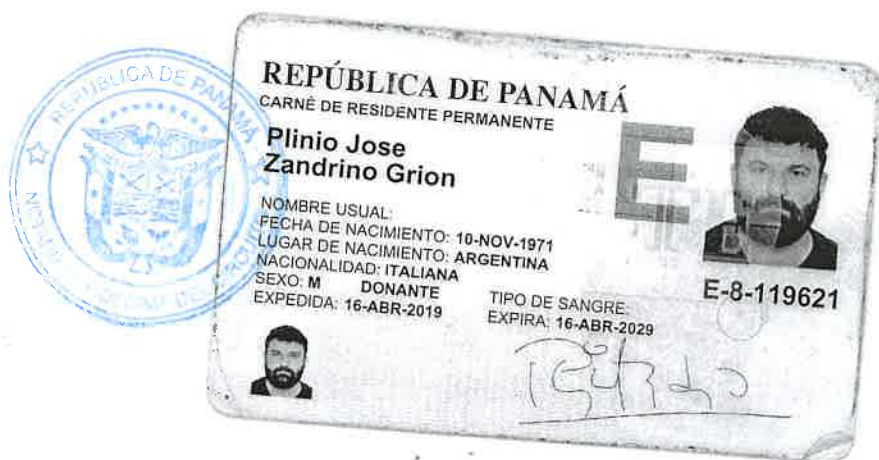 REPÚBLICA DE PANAMÁ
REPÚBLICA DE PANAMÁ
CARNÉ DE RESIDENTE PERMANENTE
Plinio Jose
Zandrino Grion
E
NOMBRE USUAL:
FECHA DE NACIMIENTO: 10-NOV-1971
LUGAR DE NACIMIENTO: ARGENTINA
NACIONALIDAD: ITALIANA
SEXO: M DONANTE TIPO DE SANGRE:
EXPEDIDA: 16-ABR-2019 EXPIRA: 16-ABR-2029
E-8-119621